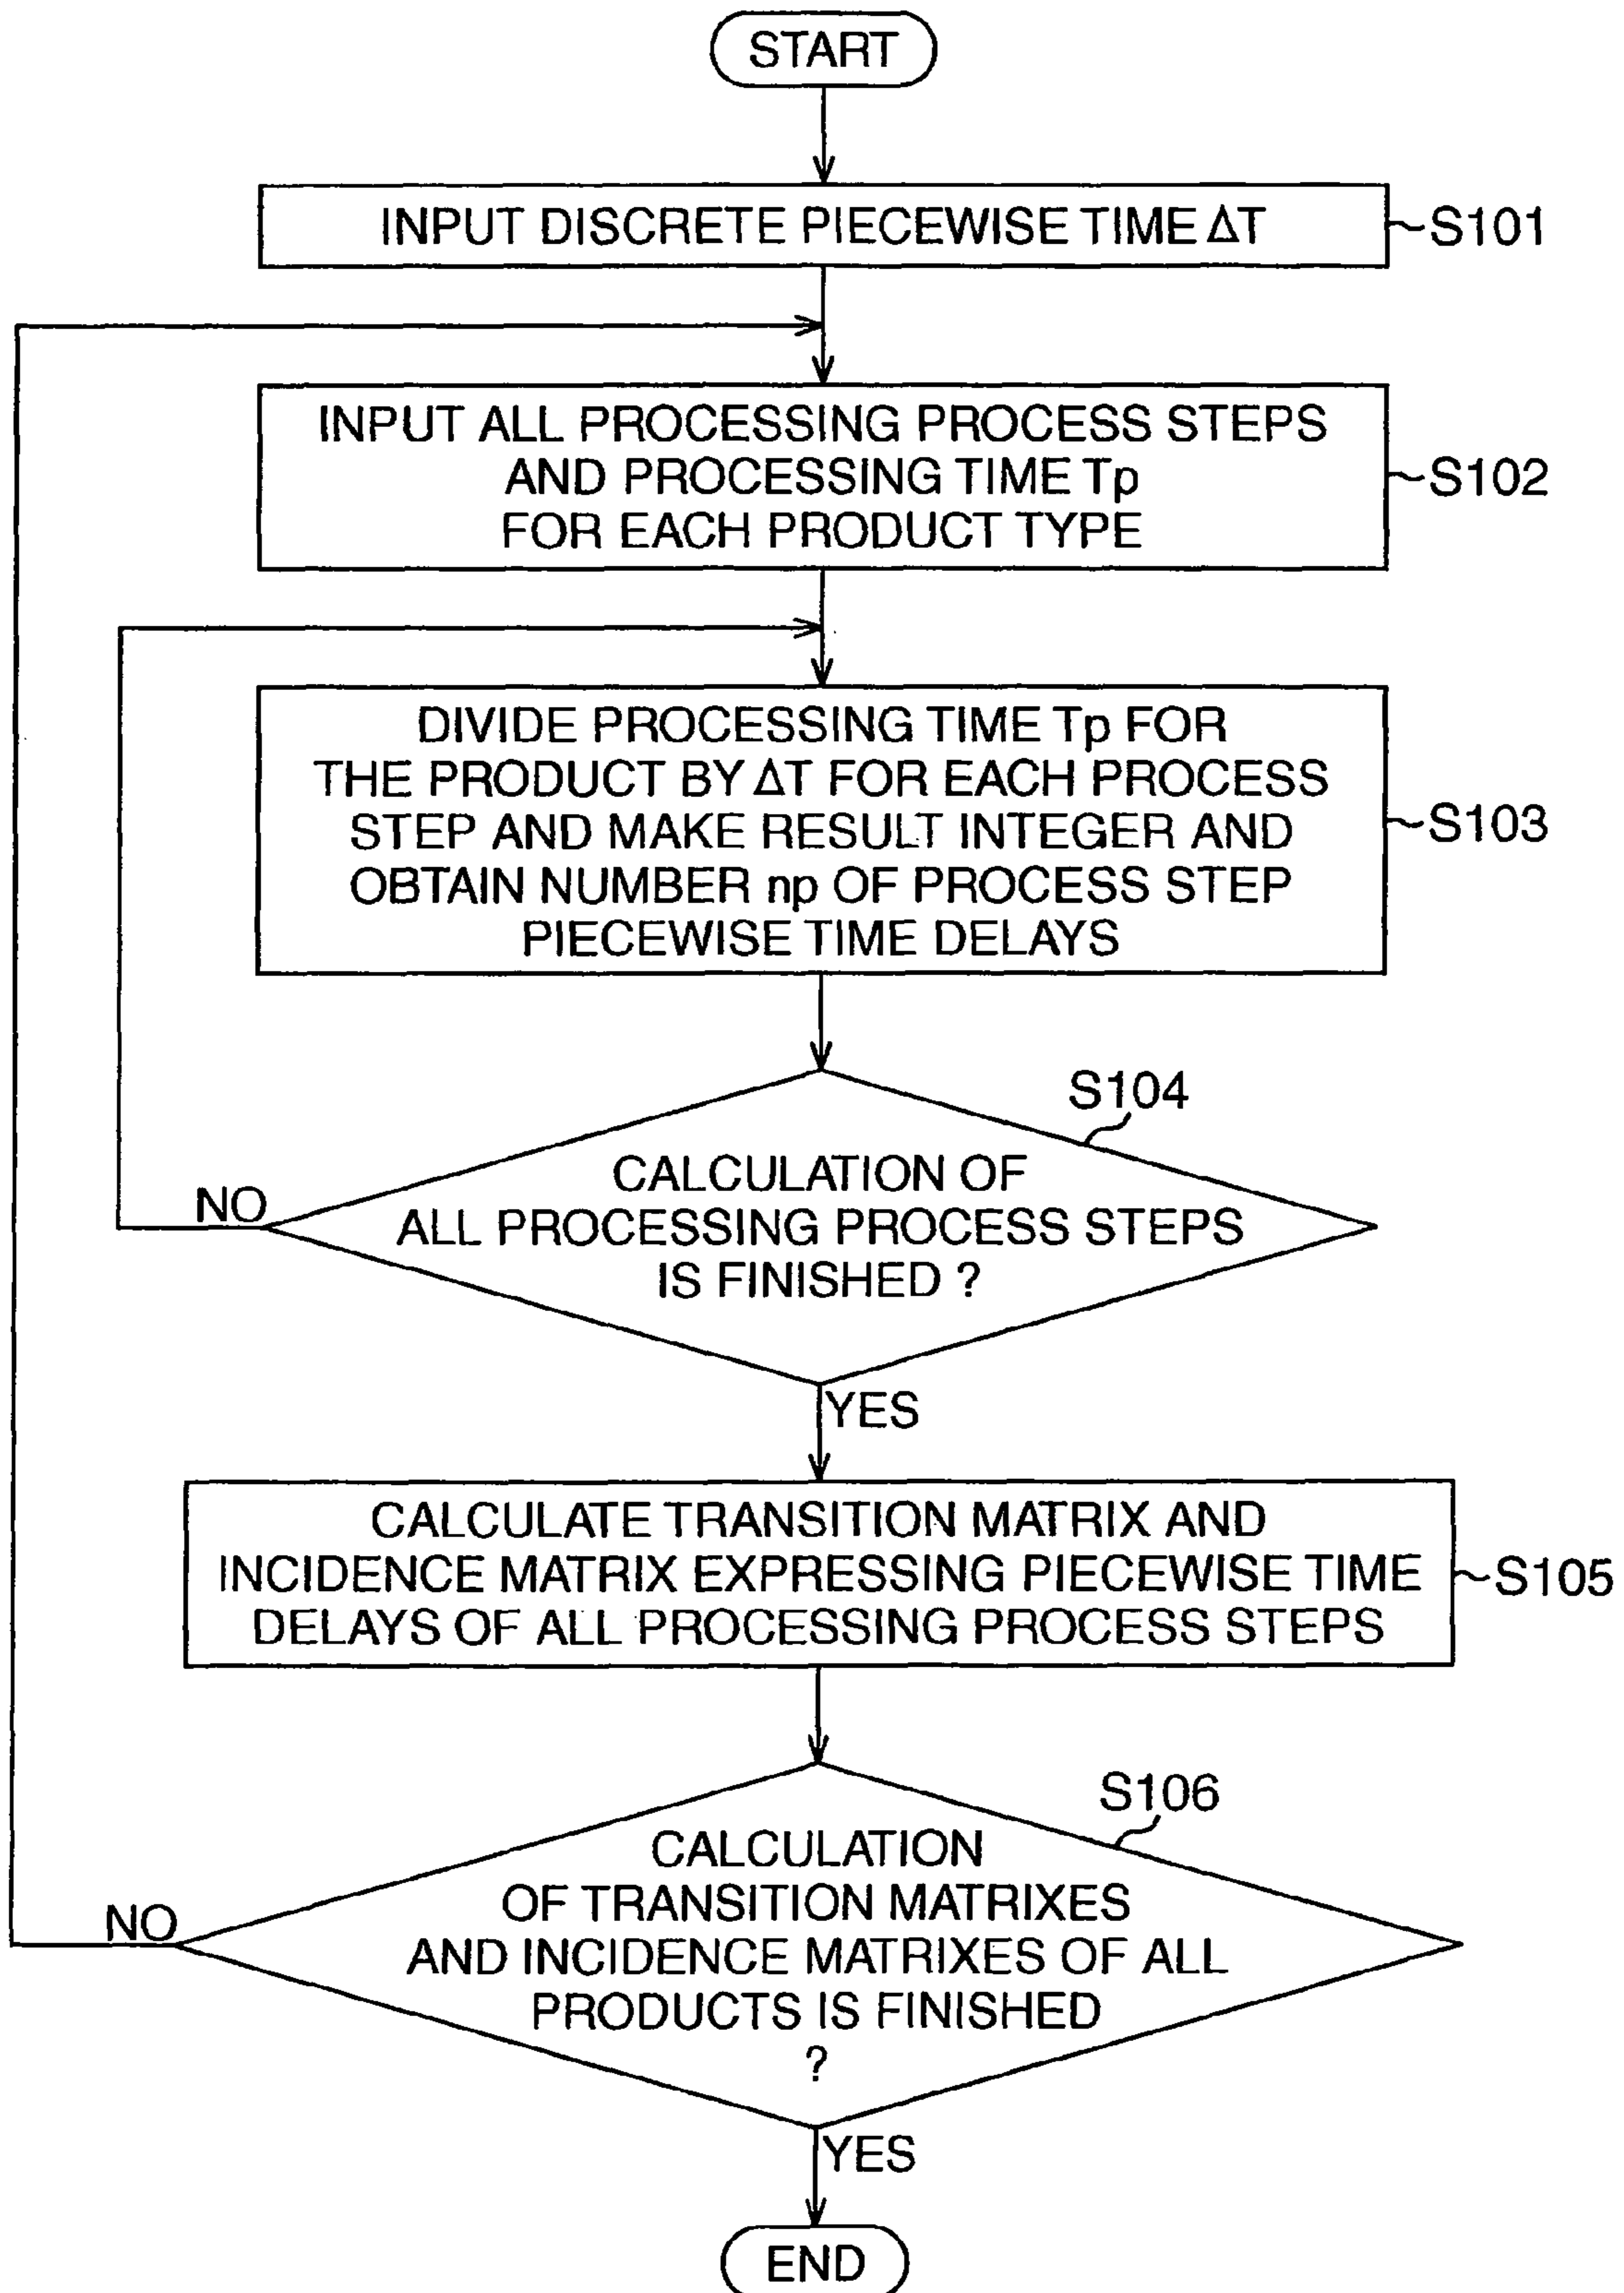 START
INPUT DISCRETE PIECEWISE TIME ΔT
S101
INPUT ALL PROCESSING PROCESS STEPS
AND PROCESSING TIME Tp
FOR EACH PRODUCT TYPE
S102
DIVIDE PROCESSING TIME Tp FOR
THE PRODUCT BY ΔT FOR EACH PROCESS
STEP AND MAKE RESULT INTEGER AND
OBTAIN NUMBER np OF PROCESS STEP
PIECEWISE TIME DELAYS
S103
S104
CALCULATION OF
ALL PROCESSING PROCESS STEPS
IS FINISHED ?
NO
YES
CALCULATE TRANSITION MATRIX AND
INCIDENCE MATRIX EXPRESSING PIECEWISE TIME
DELAYS OF ALL PROCESSING PROCESS STEPS
S105
S106
CALCULATION
OF TRANSITION MATRIXES
AND INCIDENCE MATRIXES OF ALL
PRODUCTS IS FINISHED
?
NO
YES
END